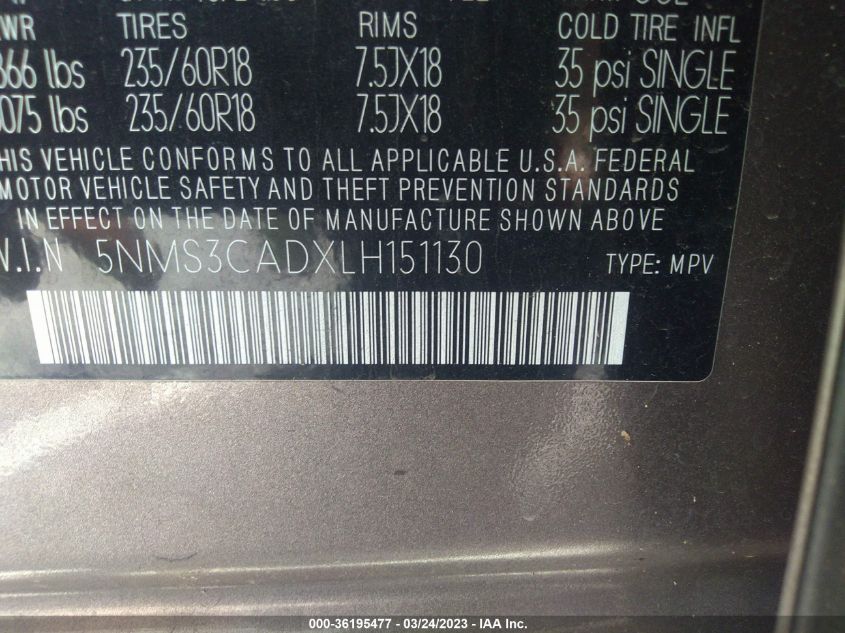 WR TIRES RIMS COLD TIRE INFL
366 lbs 235/60R18 7.5JX18 35 psi SINGLE
075 lbs 235/60R18 7.5JX18 35 psi SINGLE
HIS VEHICLE CONFORMS TO ALL APPLICABLE U.S.A. FEDERAL
MOTOR VEHICLE SAFETY AND THEFT PREVENTION STANDARDS
IN EFFECT ON THE DATE OF MANUFACTURE SHOWN ABOVE
V.I.N 5NMS3CADXLH151130 TYPE: MPV
000-36195477 - 03/24/2023 - IAA Inc.